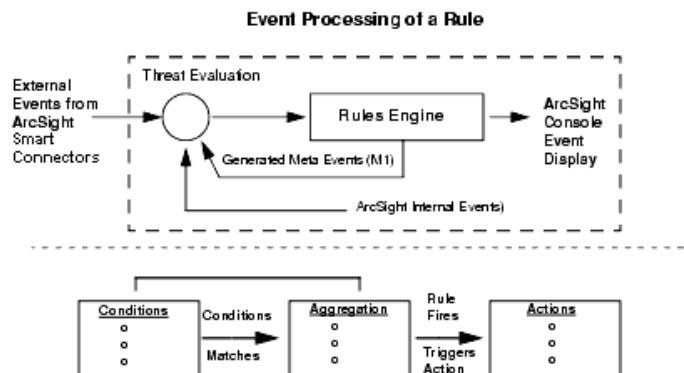 Event Processing of a Rule
Threat Evaluation
External
Events from
ArcSight
Smart
Connectors
Rules Engine
ArcSight
Console
Event
Display
Generated Meta Events (M1)
ArcSight Internal Events)
Conditions
Conditions
Matches
Aggregation
Rule
Fires
Triggers
Action
Actions